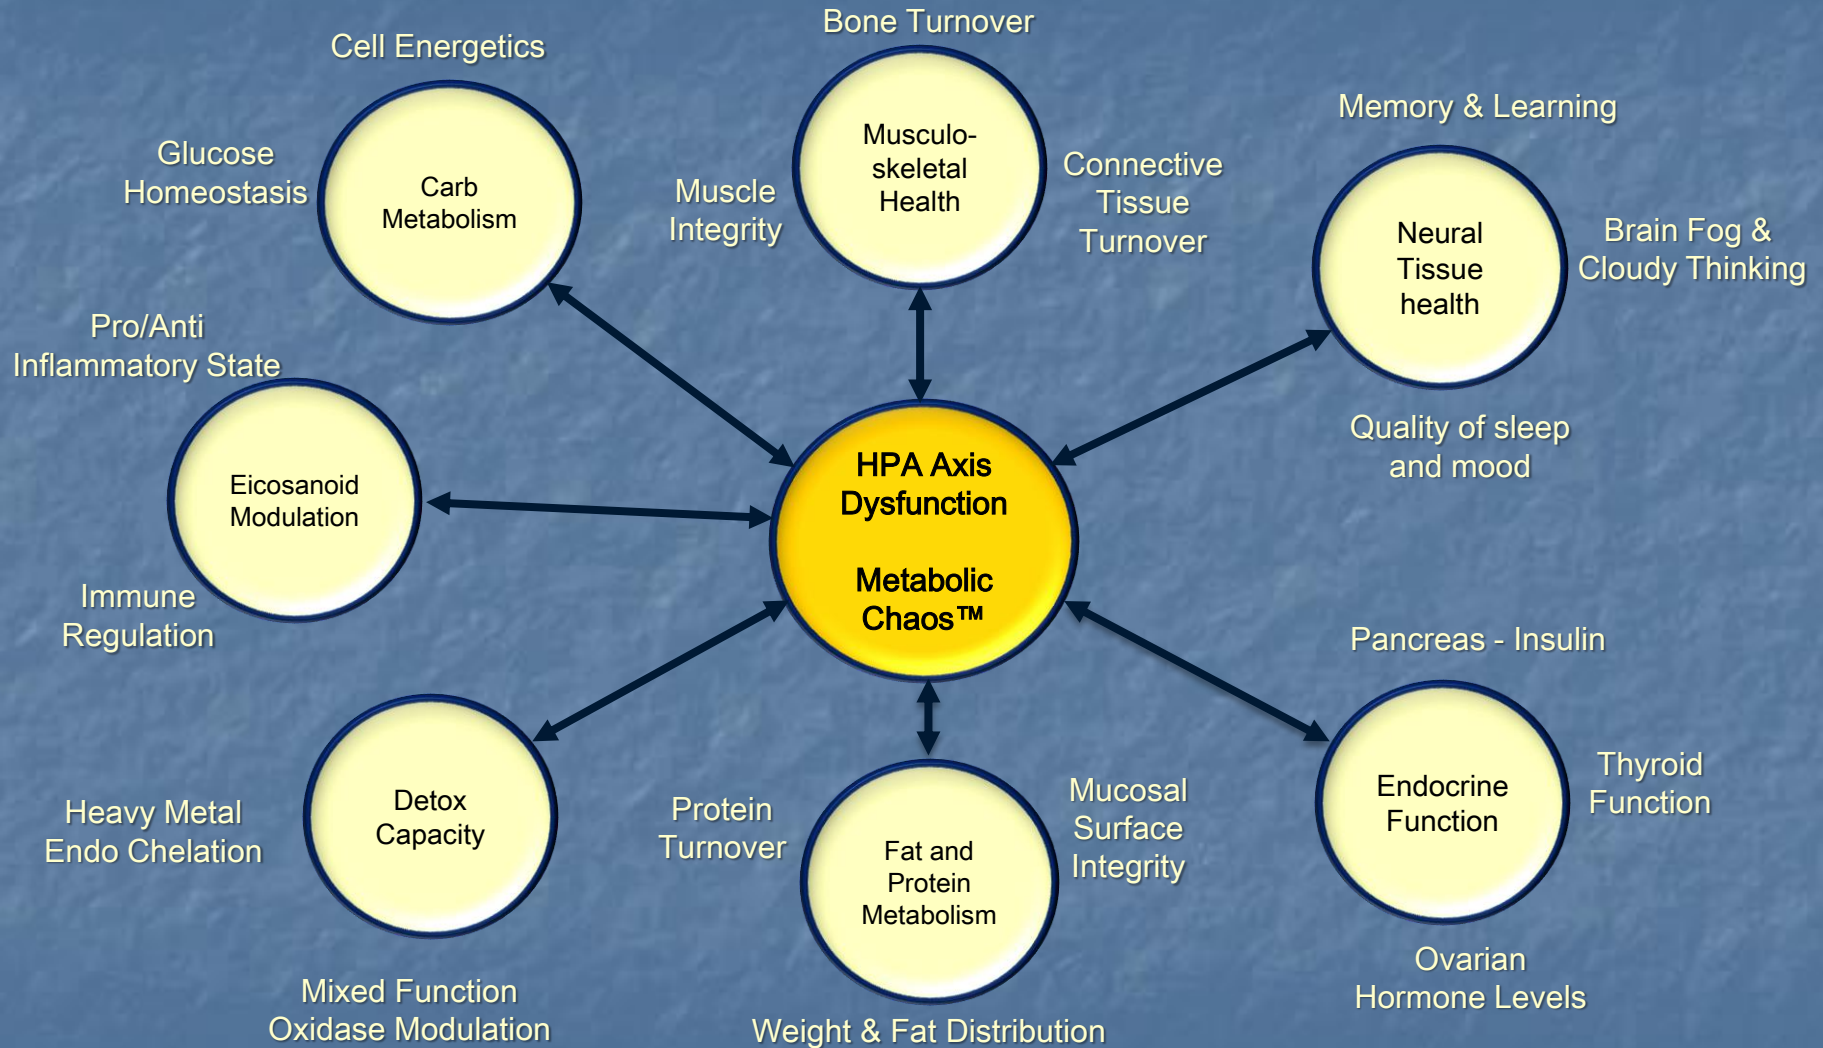 Bone Turnover
Cell Energetics
Glucose
Homeostasis
Carb
Metabolism
Musculo-
skeletal
Health
Muscle
Integrity
Connective
Tissue
Turnover
Memory & Learning
Neural
Tissue
health
Brain Fog &
Cloudy Thinking
Quality of sleep
and mood
Pro/Anti
Inflammatory State
Eicosanoid
Modulation
Immune
Regulation
HPA Axis
Dysfunction
Metabolic
Chaos™
Pancreas - Insulin
Endocrine
Function
Thyroid
Function
Ovarian
Hormone Levels
Detox
Capacity
Heavy Metal
Endo Chelation
Mixed Function
Oxidase Modulation
Protein
Turnover
Fat and
Protein
Metabolism
Mucosal
Surface
Integrity
Weight & Fat Distribution